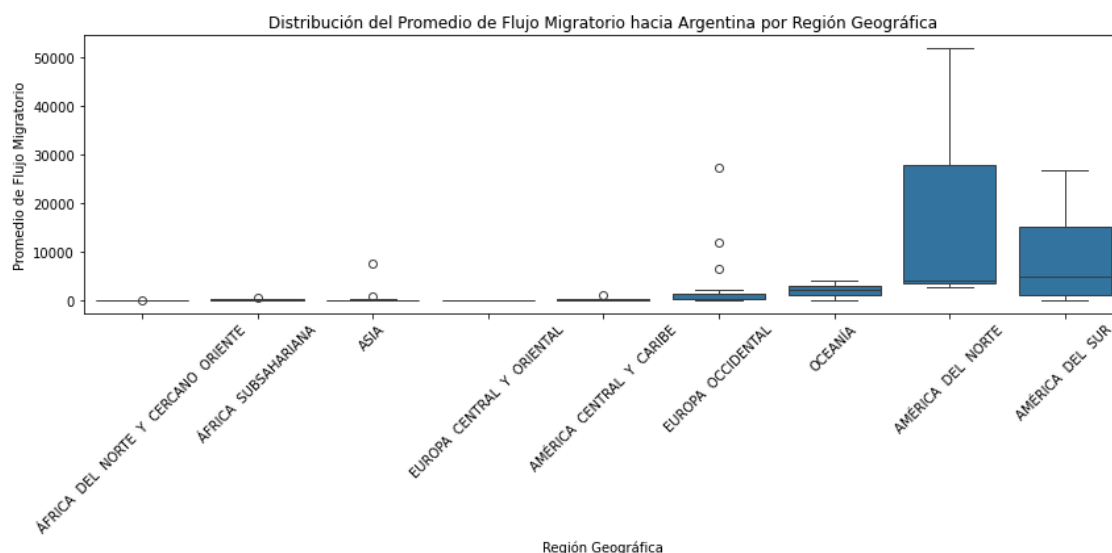 Distribución del Promedio de Flujo Migratorio hacia Argentina por Región Geográfica
Promedio de Flujo Migratorio
50000
40000
30000
20000
10000
0
ÁFRICA DEL NORTE Y CERCANO ORIENTE
ÁFRICA SUBSAHARIANA
ASIA
EUROPA CENTRAL Y ORIENTAL
AMÉRICA CENTRAL Y CARIBE
EUROPA OCCIDENTAL
OCEANÍA
AMÉRICA DEL NORTE
AMÉRICA DEL SUR
Región Geográfica